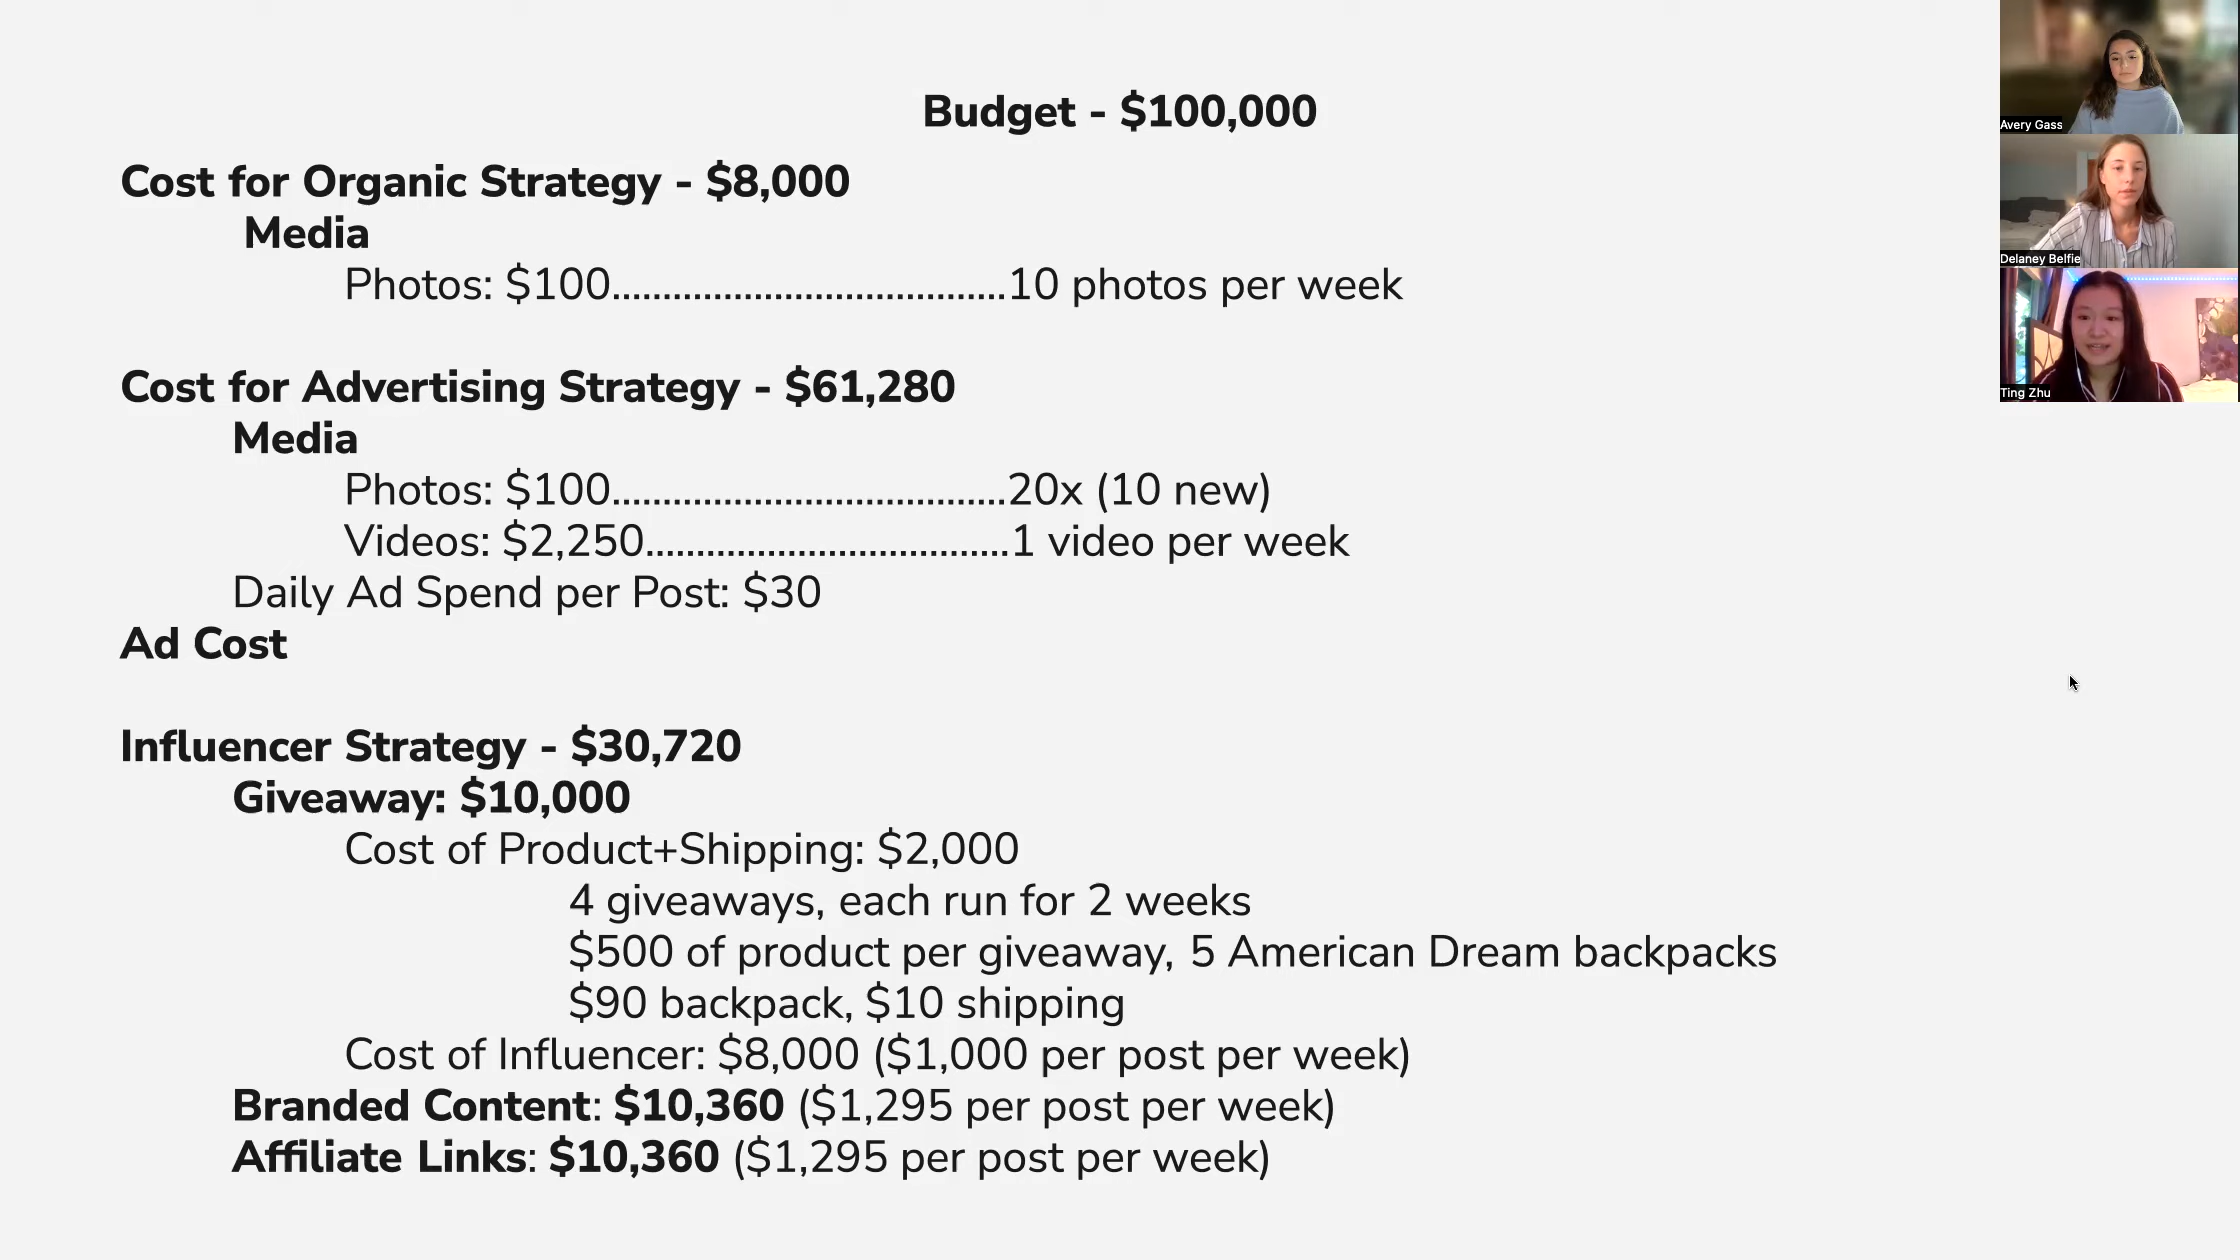 Budget - $100,000
Cost for Organic Strategy - $8,000
Media
Photos: $100.......................................10 photos per week
Cost for Advertising Strategy - $61,280
Media
Photos: $100.......................................20x (10 new)
Videos: $2,250....................................1 video per week
Daily Ad Spend per Post: $30
Ad Cost
Influencer Strategy - $30,720
Giveaway: $10,000
Cost of Product+Shipping: $2,000
4 giveaways, each run for 2 weeks
$500 of product per giveaway, 5 American Dream backpacks
$90 backpack, $10 shipping
Cost of Influencer: $8,000 ($1,000 per post per week)
Branded Content: $10,360 ($1,295 per post per week)
Affiliate Links: $10,360 ($1,295 per post per week)
Avery Gass
Delaney Belfie
Ting Zhu